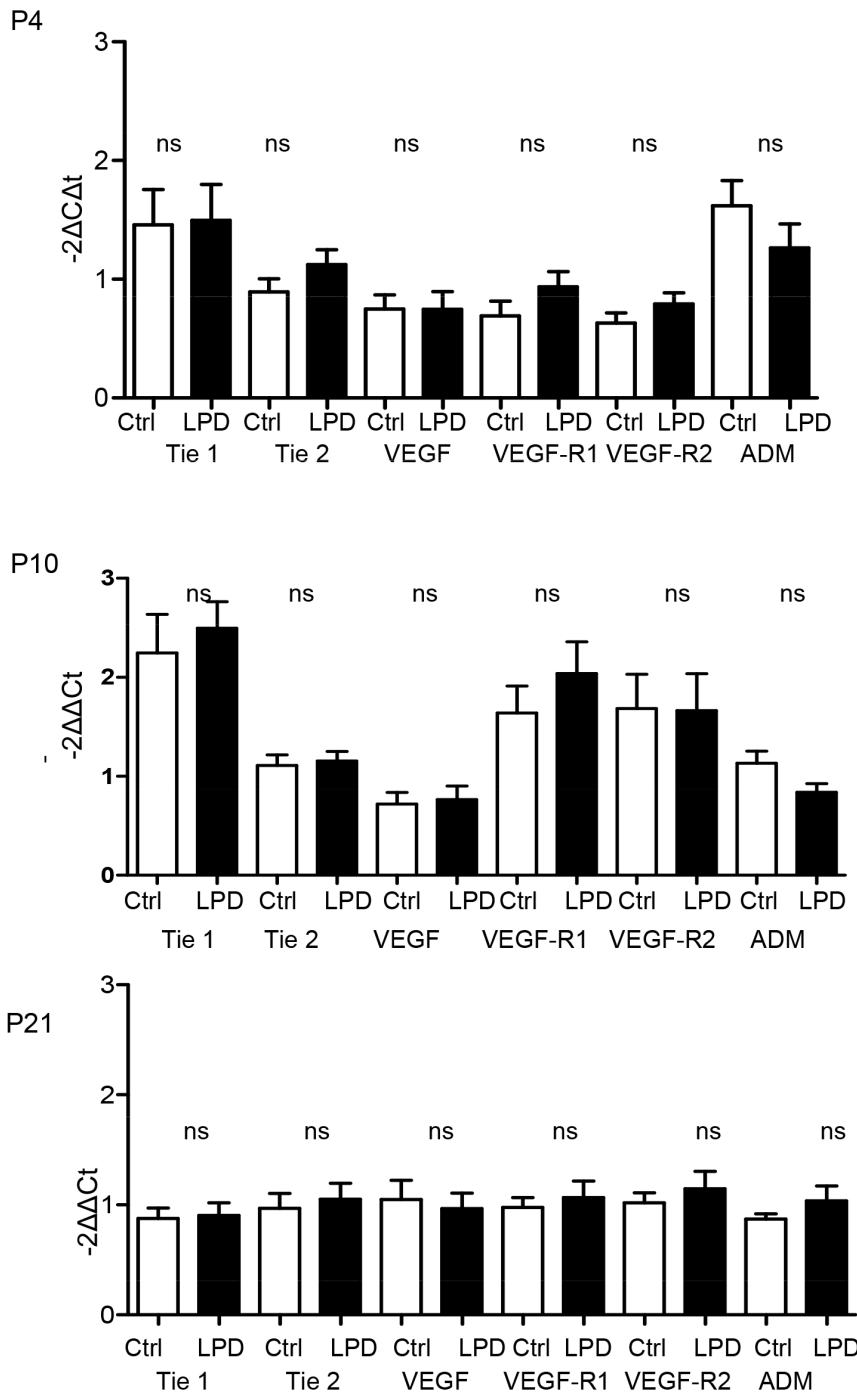 P4
3
ns ns ns ns ns ns
2
-2ΔCΔt
1
0
Ctrl LPD Ctrl LPD Ctrl LPD Ctrl LPD Ctrl LPD Ctrl LPD
Tie 1 Tie 2 VEGF VEGF-R1 VEGF-R2 ADM
P10
3
ns ns ns ns ns ns
2
- -2ΔΔCt
1
0
Ctrl LPD Ctrl LPD Ctrl LPD Ctrl LPD Ctrl LPD Ctrl LPD
Tie 1 Tie 2 VEGF VEGF-R1 VEGF-R2 ADM
P21
3
2
ns ns ns ns ns ns
-2ΔΔCt
1
0
Ctrl LPD Ctrl LPD Ctrl LPD Ctrl LPD Ctrl LPD Ctrl LPD
Tie 1 Tie 2 VEGF VEGF-R1 VEGF-R2 ADM